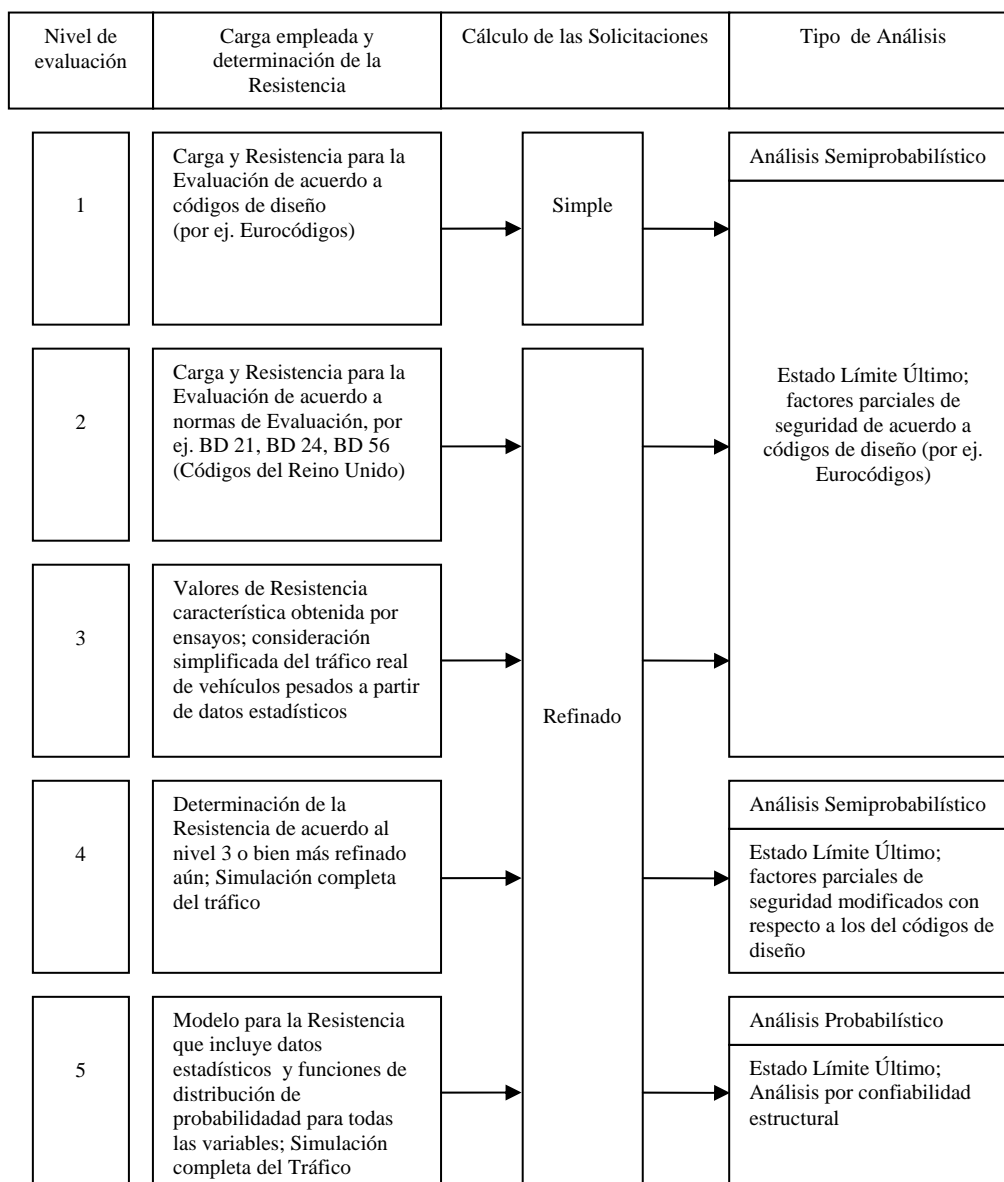 Nivel de
evaluación
Carga empleada y
determinación de la
Resistencia
Cálculo de las Solicitaciones
Tipo de Análisis
1
Carga y Resistencia para la
Evaluación de acuerdo a
códigos de diseño
(por ej. Eurocódigos)
Simple
Análisis Semiprobabilístico
2
Carga y Resistencia para la
Evaluación de acuerdo a
normas de Evaluación, por
ej. BD 21, BD 24, BD 56
(Códigos del Reino Unido)
Estado Límite Último;
factores parciales de
seguridad de acuerdo a
códigos de diseño (por ej.
Eurocódigos)
3
Valores de Resistencia
característica obtenida por
ensayos; consideración
simplificada del tráfico real
de vehículos pesados a partir
de datos estadísticos
Refinado
4
Determinación de la
Resistencia de acuerdo al
nivel 3 o bien más refinado
aún; Simulación completa
del tráfico
Análisis Semiprobabilístico
Estado Límite Último;
factores parciales de
seguridad modificados con
respecto a los del códigos de
diseño
5
Modelo para la Resistencia
que incluye datos
estadísticos y funciones de
distribución de
probabilidadad para todas
las variables; Simulación
completa del Tráfico
Análisis Probabilístico
Estado Límite Último;
Análisis por confiabilidad
estructural